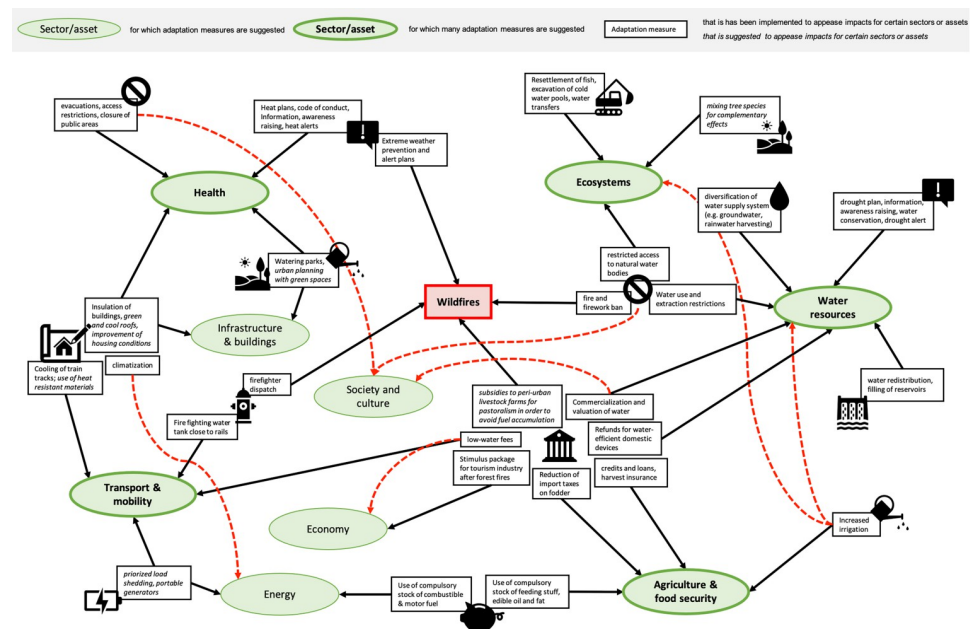 Sector/asset
for which adaptation measures are suggested
Sector/asset
for which many adaptation measures are suggested
Adaptation measure
that is has been implemented to appease impacts for certain sectors or assets
that is suggested to appease impacts for certain sectors or assets
evacuations, access
restrictions, closure of
public areas
Heat plans, code of conduct,
Information, awareness
raising, heat alerts
Extreme weather
prevention and
alert plans
Resettlement of fish,
excavation of cold
water pools, water
transfers
mixing tree species
for complementary
effects
Health
Ecosystems
diversification of
water supply system
(e.g. groundwater,
rainwater harvesting)
drought plan, information,
awareness raising, water
conservation, drought alert
Watering parks,
urban planning
with green spaces
restricted access
to natural water
bodies
Wildfires
fire and
firework ban
Water use and
extraction restrictions
Water
resources
Insulation of
buildings, green
and cool roofs,
improvement of
housing conditions
Infrastructure
& buildings
Cooling of train
tracks; use of heat
resistant materials
climatization
firefighter
dispatch
Society and
culture
subsidies to peri-urban
livestock farms for
pastoralism in order to
avoid fuel accumulation
Commercialization and
valuation of water
water redistribution,
filling of reservoirs
Fire fighting water
tank close to rails
low-water fees
Refunds for water-
efficient domestic
devices
Stimulus package
for tourism industry
after forest fires
Reduction of
import taxes
on fodder
credits and loans,
harvest insurance
Transport &
mobility
Economy
Increased
irrigation
priorized load
shedding, portable
generators
Energy
Use of compulsory
stock of combustible
& motor fuel
Use of compulsory
stock of feeding stuff,
edible oil and fat
Agriculture &
food security